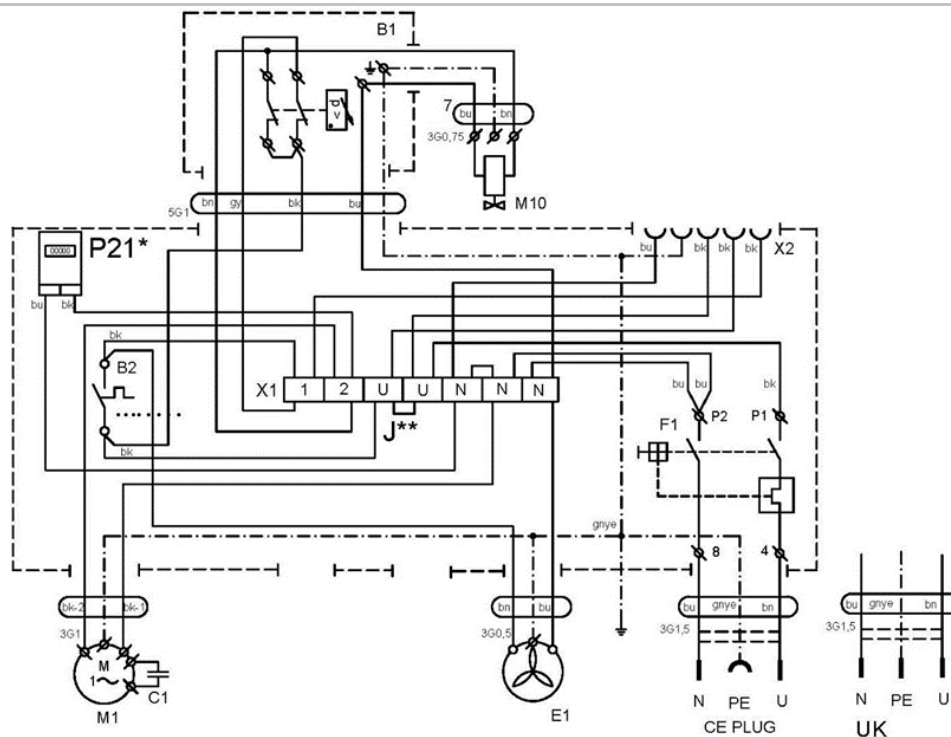 B1
7
bu
bn
3G0,75
M10
d
v
bn
gy
bk
bu
5G1
00000
P21*
bu
bk
bu
bk
bk
bk
X2
bk
B2
X1
1
2
U
U
N
N
N
J**
bk
bu
bu
bk
F1
P2
P1
gnye
8
4
bk-2
bk-1
3G1
M
1~
C1
M1
bn
bu
3G0,5
E1
bu
gnye
bn
3G1,5
N
PE
U
CE PLUG
bu
gnye
bn
3G1,5
N
PE
U
UK